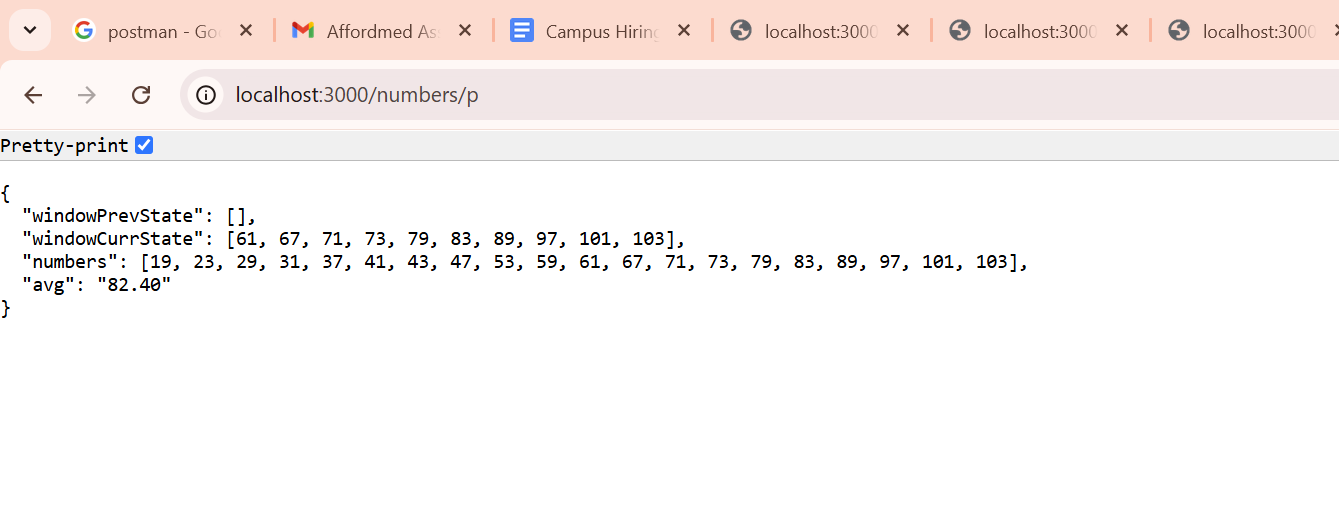 postman - Goo
Affordmed Ass
Campus Hiring
localhost:3000
localhost:3000
localhost:3000
localhost:3000/numbers/p
Pretty-print
{
  "windowPrevState": [],
  "windowCurrState": [61, 67, 71, 73, 79, 83, 89, 97, 101, 103],
  "numbers": [19, 23, 29, 31, 37, 41, 43, 47, 53, 59, 61, 67, 71, 73, 79, 83, 89, 97, 101, 103],
  "avg": "82.40"
}